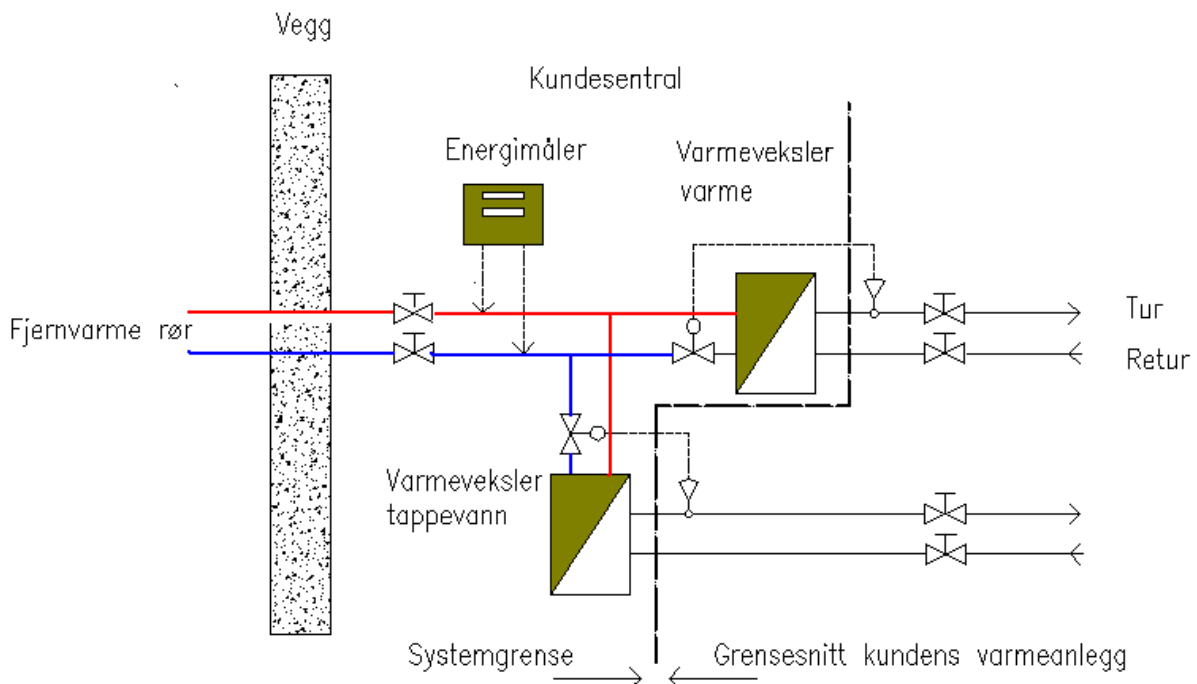 Vegg
Kundesentral
Energimåler
Varmeveksler
varme
Fjernvarme rør
Tur
Retur
Varmeveksler
tappevann
Systemgrense
Grensesnitt kundens varmeanlegg